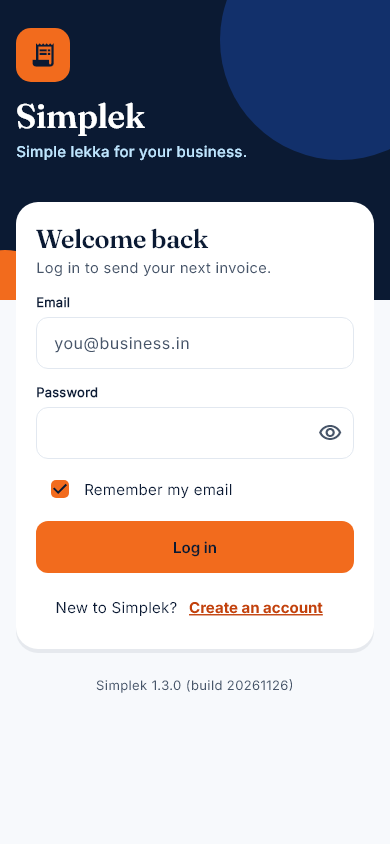 Simplek
Simple lekka for your business.
Welcome back
Log in to send your next invoice.
Email
you@business.in
Password
Remember my email
Log in
New to Simplek? Create an account
Simplek 1.3.0 (build 20261126)